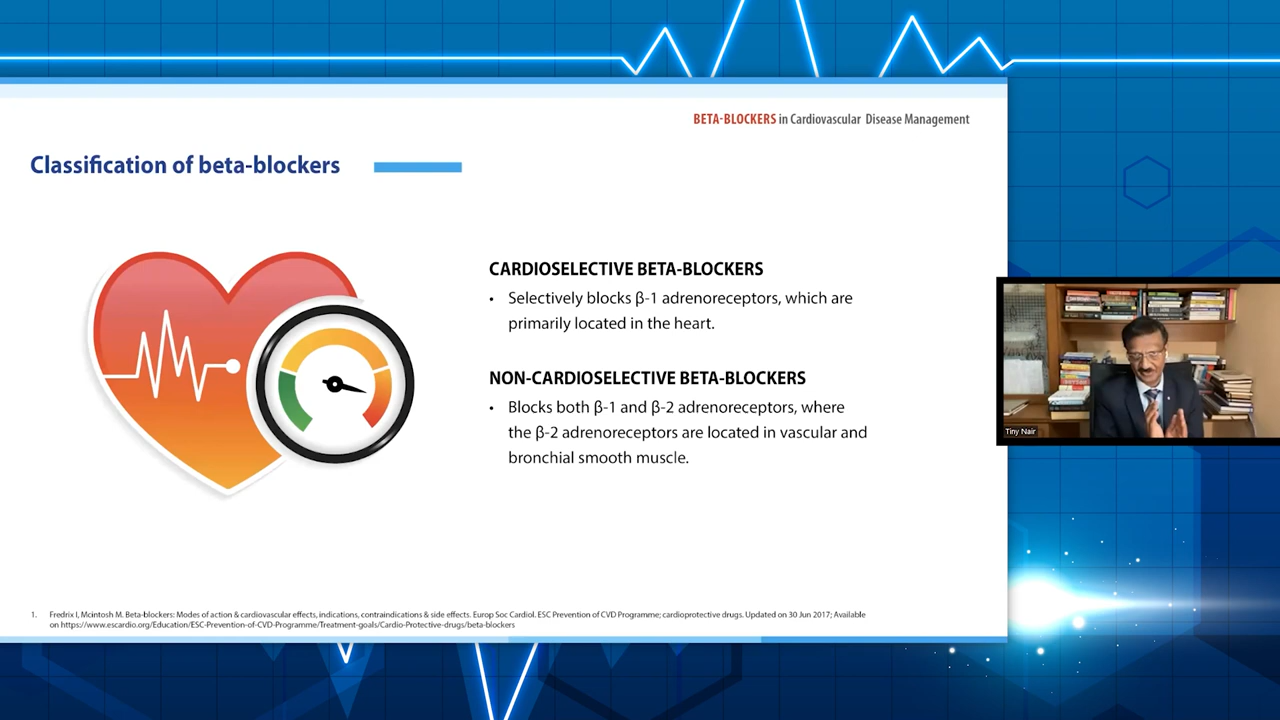 BETA-BLOCKERS in Cardiovascular Disease Management
Classification of beta-blockers
CARDIOSELECTIVE BETA-BLOCKERS
• Selectively blocks β-1 adrenoreceptors, which are
primarily located in the heart.
NON-CARDIOSELECTIVE BETA-BLOCKERS
• Blocks both β-1 and β-2 adrenoreceptors, where
the β-2 adrenoreceptors are located in vascular and
bronchial smooth muscle.
Tiny Nair
1. Fredrix I, Mcintosh M. Beta-blockers: Modes of action & cardiovascular effects, indications, contraindications & side effects. Europ Soc Cardiol. ESC Prevention of CVD Programme; cardioprotective drugs. Updated on 30 Jun 2017; Available
on https://www.escardio.org/Education/ESC-Prevention-of-CVD-Programme/Treatment-goals/Cardio-Protective-drugs/beta-blockers